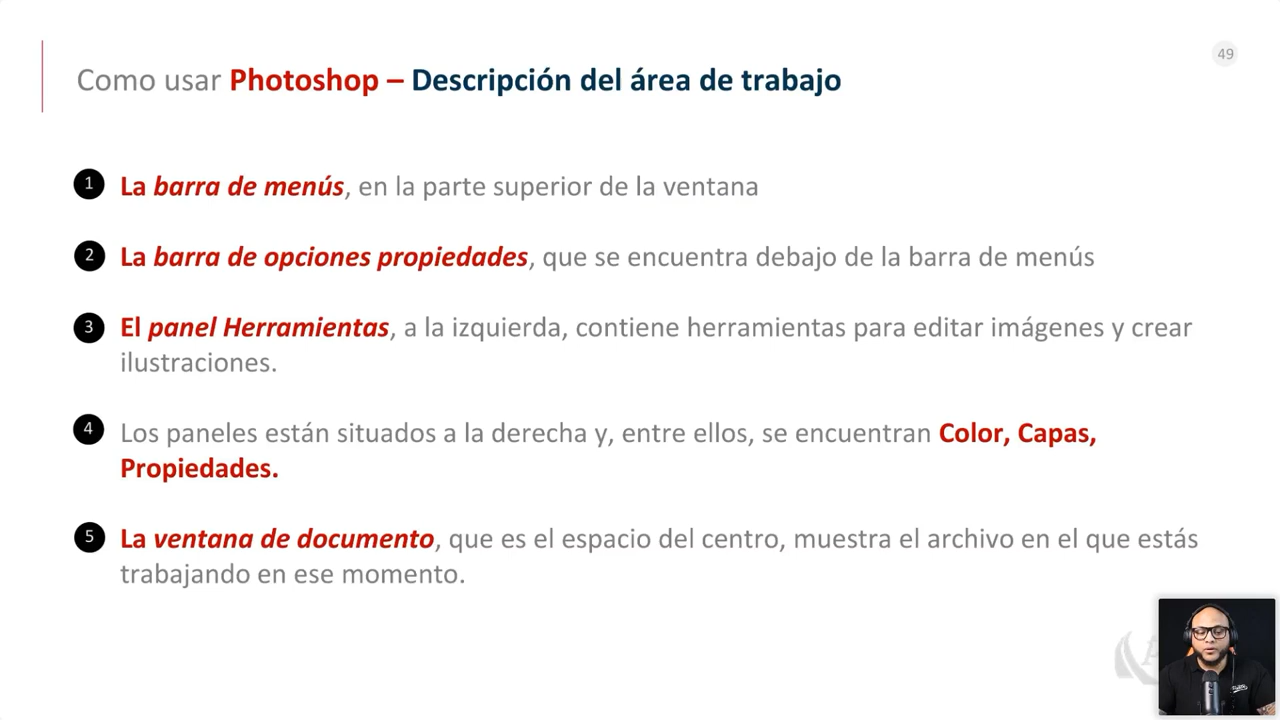 49
Como usar Photoshop – Descripción del área de trabajo
1 La barra de menús, en la parte superior de la ventana
2 La barra de opciones propiedades, que se encuentra debajo de la barra de menús
3 El panel Herramientas, a la izquierda, contiene herramientas para editar imágenes y crear
ilustraciones.
4 Los paneles están situados a la derecha y, entre ellos, se encuentran Color, Capas,
Propiedades.
5 La ventana de documento, que es el espacio del centro, muestra el archivo en el que estás
trabajando en ese momento.